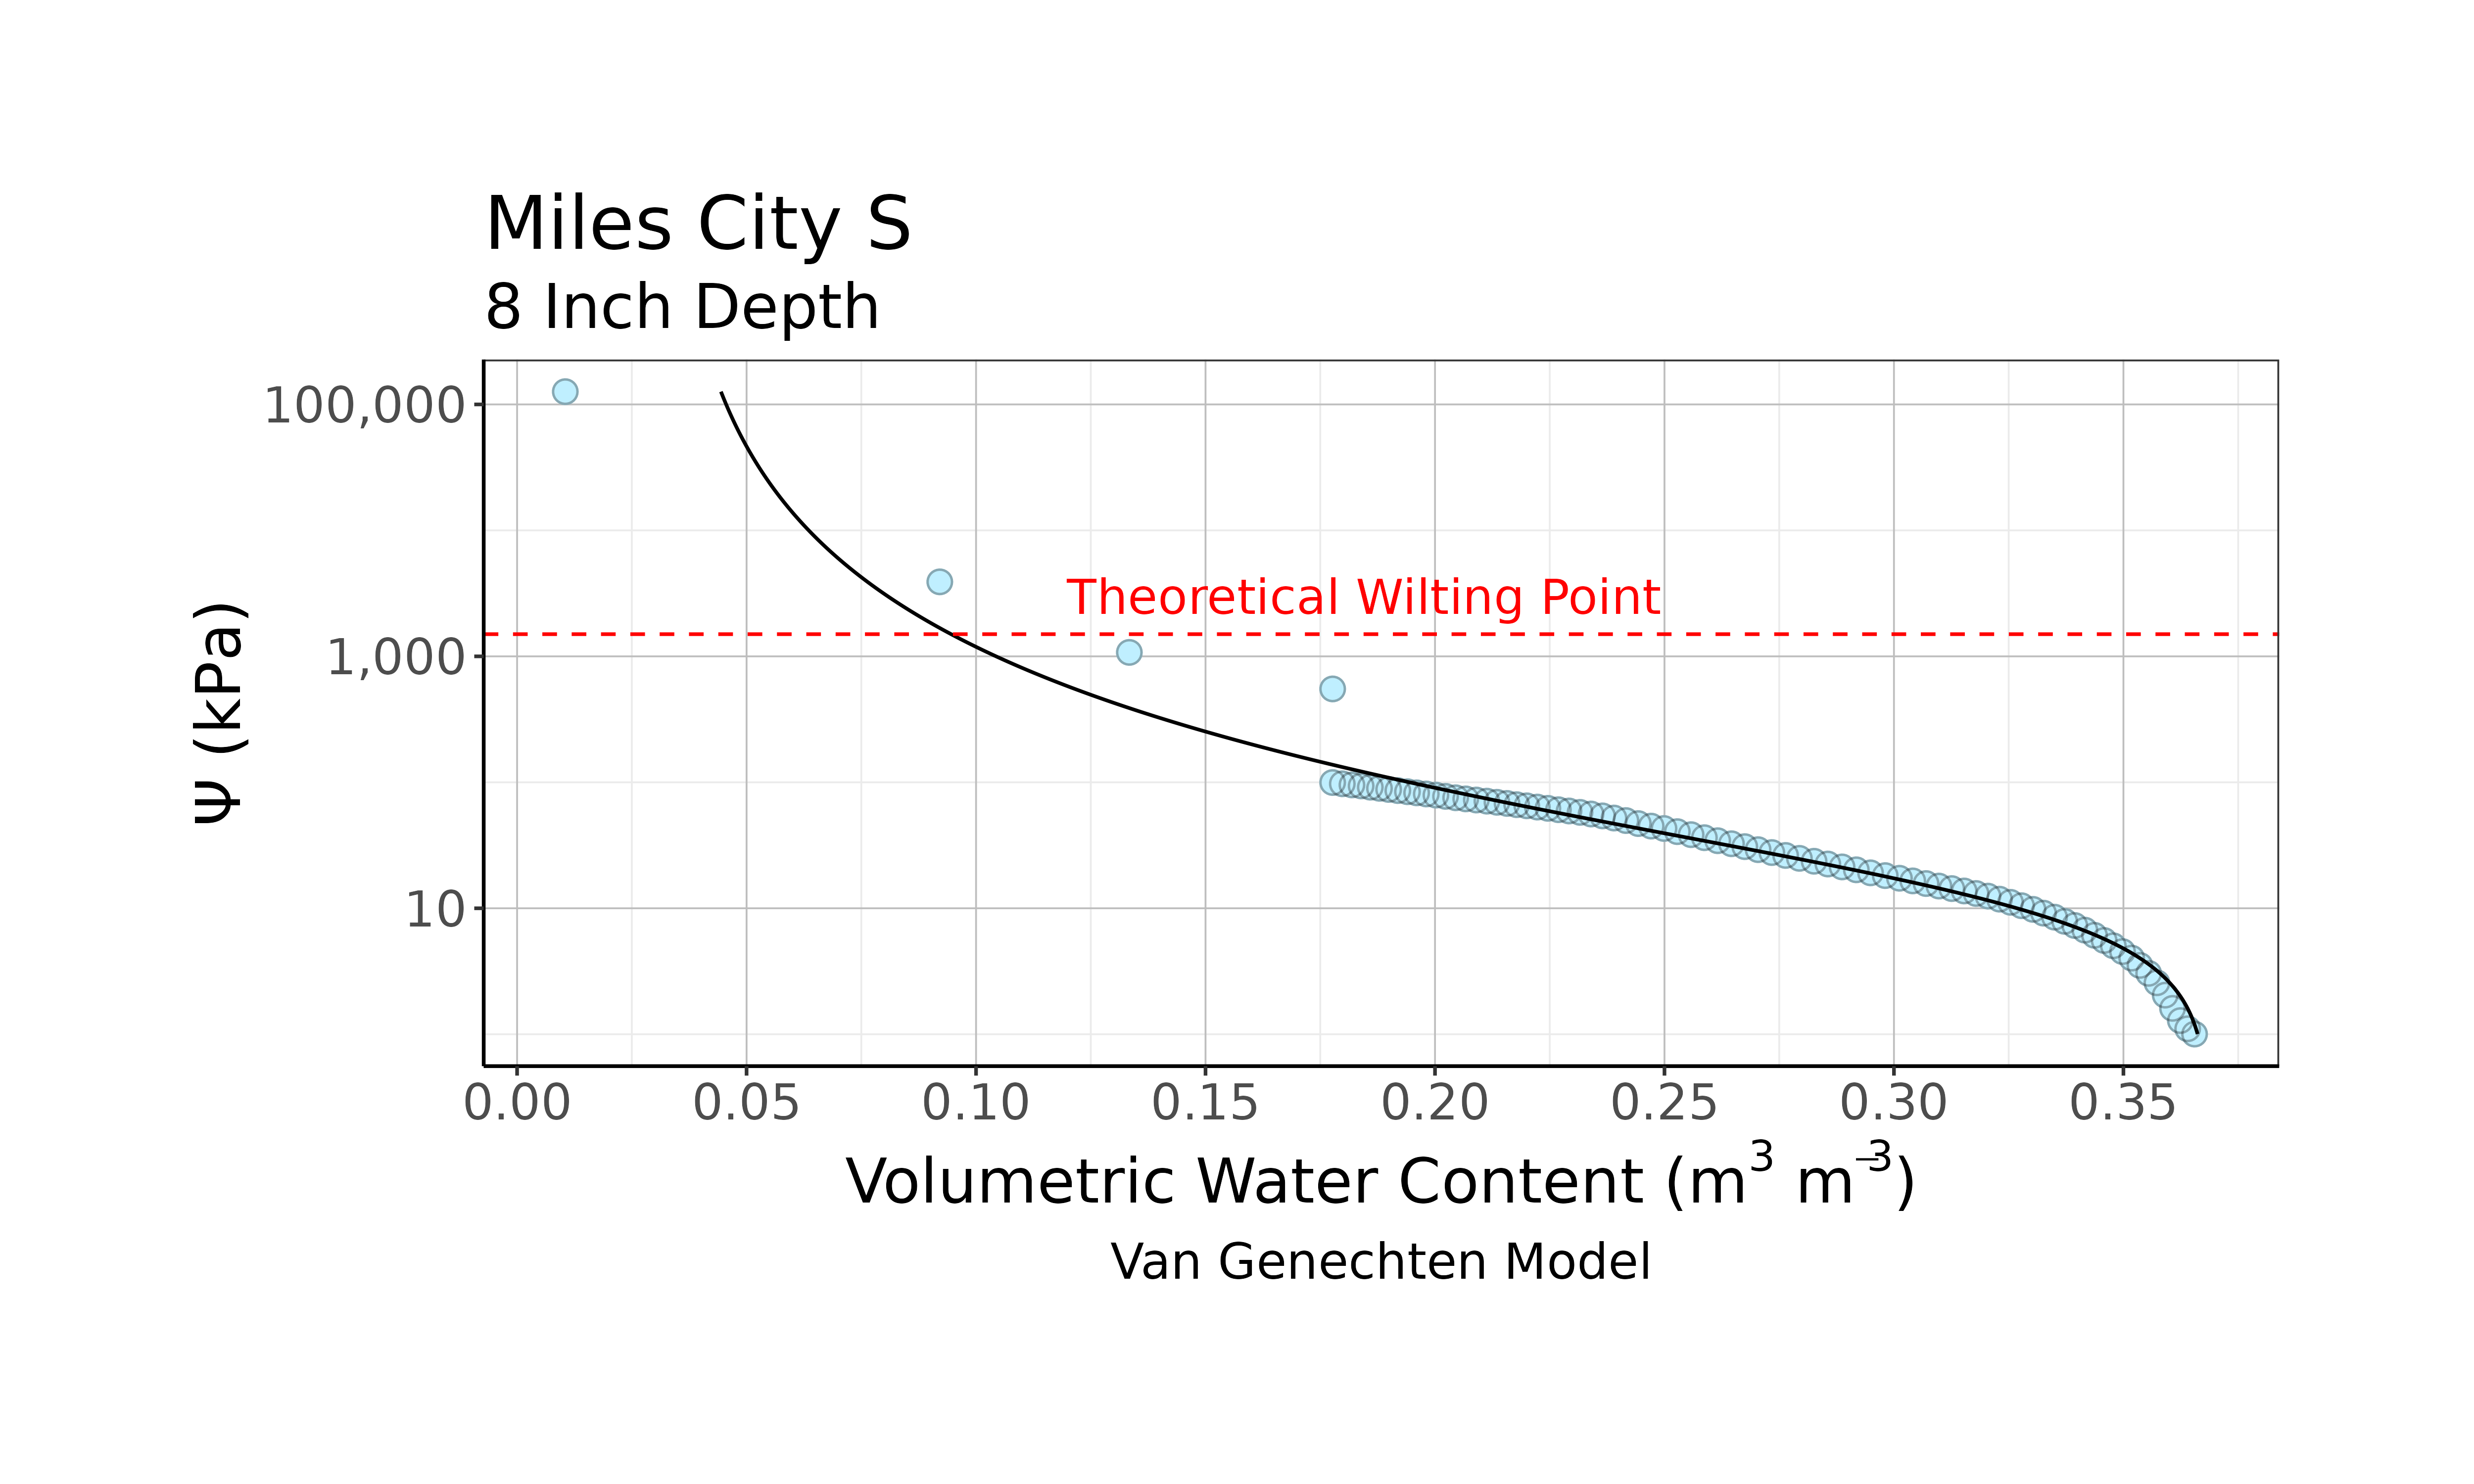 Miles City S
8 Inch Depth
100,000
1,000
10
Ψ (kPa)
Theoretical Wilting Point
0.00 0.05 0.10 0.15 0.20 0.25 0.30 0.35
Volumetric Water Content (m³ m⁻³)
Van Genechten Model